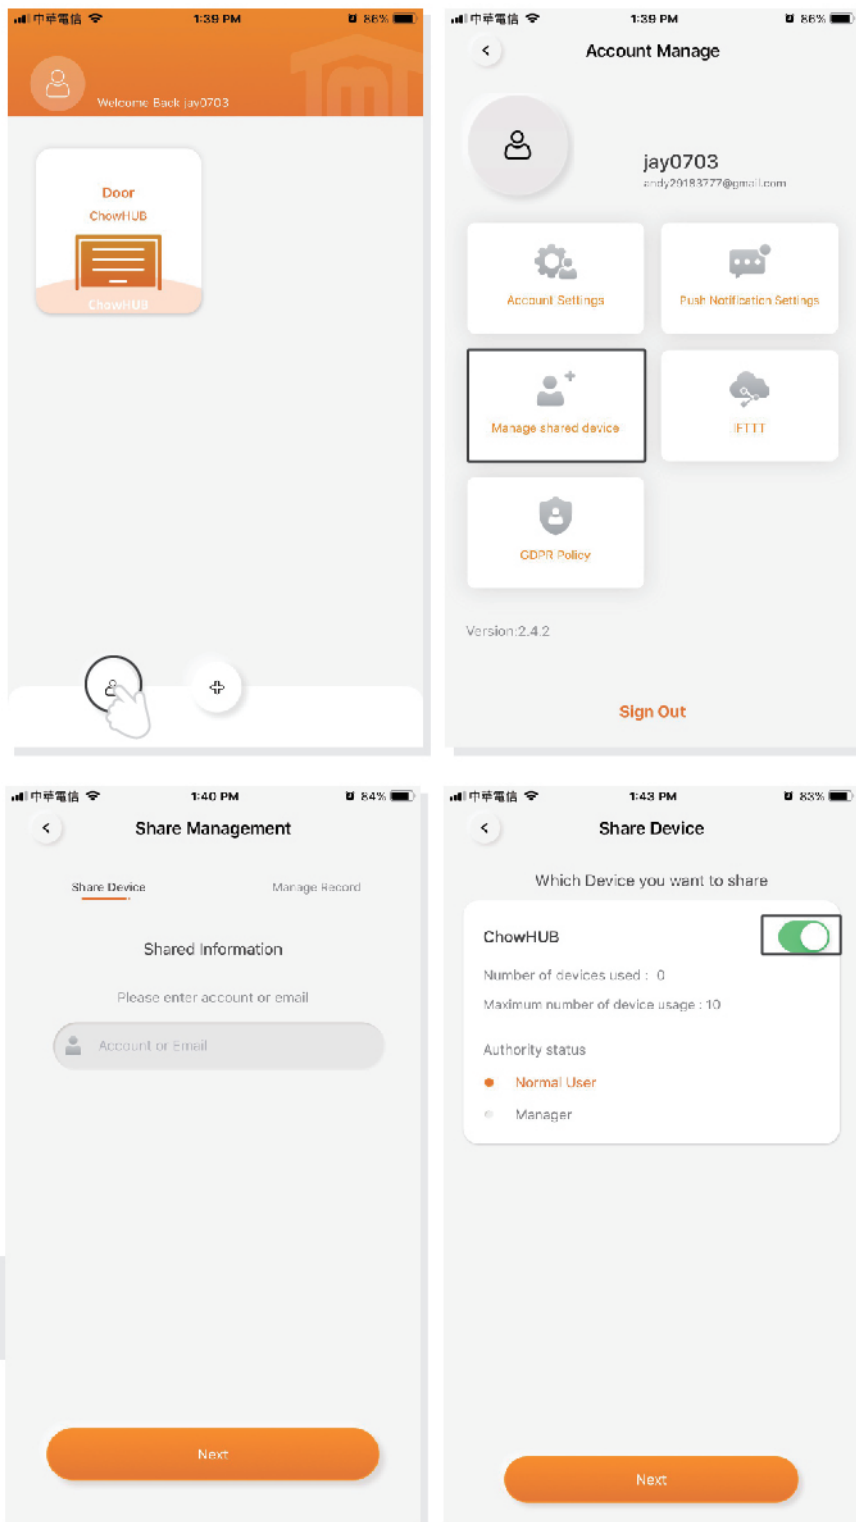 中華電信 1:39 PM 86%
Welcome Back jay0703
Door
ChowHUB
ChowHUB
中華電信 1:39 PM 86%
Account Manage
jay0703
andy29183777@gmail.com
Account Settings Push Notification Settings
Manage shared device IFTTT
GDPR Policy
Version:2.4.2
Sign Out
中華電信 1:40 PM 84%
Share Management
Share Device Manage Record
Shared Information
Please enter account or email
Account or Email
Next
中華電信 1:43 PM 83%
Share Device
Which Device you want to share
ChowHUB
Number of devices used : 0
Maximum number of device usage : 10
Authority status
Normal User
Manager
Next